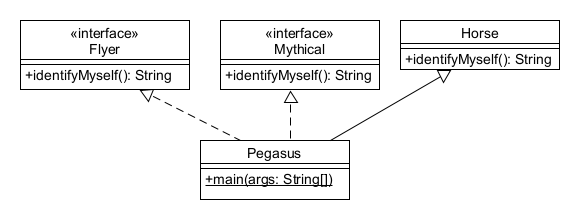 «interface»
Flyer
+identifyMyself(): String
«interface»
Mythical
+identifyMyself(): String
Horse
+identifyMyself(): String
Pegasus
+main(args: String[])